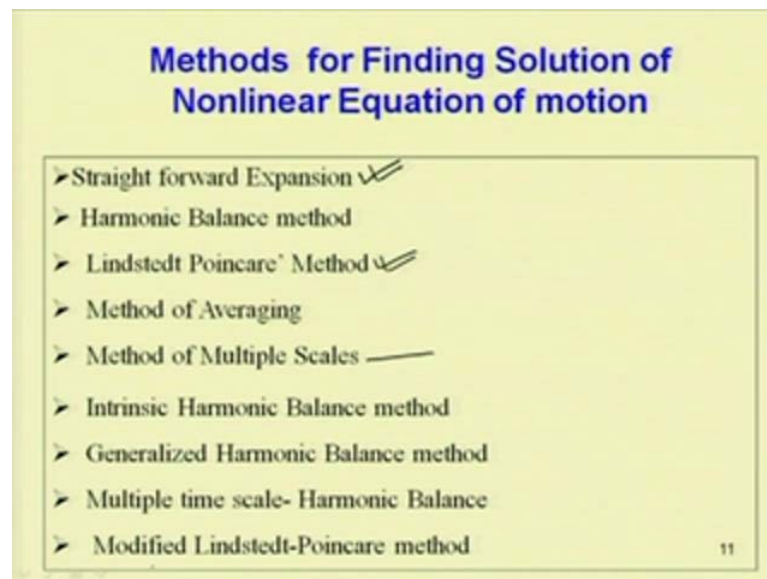 Methods for Finding Solution of
Nonlinear Equation of motion
➢Straight forward Expansion
➢ Harmonic Balance method
➢ Lindstedt Poincare' Method
➢ Method of Averaging
➢ Method of Multiple Scales
➢ Intrinsic Harmonic Balance method
➢ Generalized Harmonic Balance method
➢ Multiple time scale- Harmonic Balance
➢ Modified Lindstedt-Poincare method
11